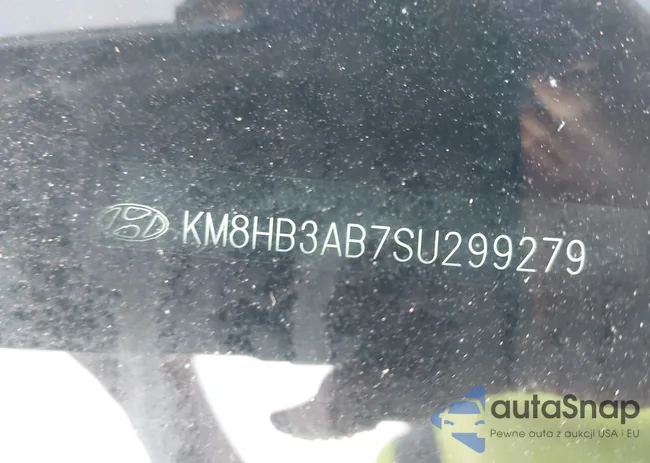 KM8HB3AB7SU299279
autaSnap
Pewne auta z aukcji USA i EU